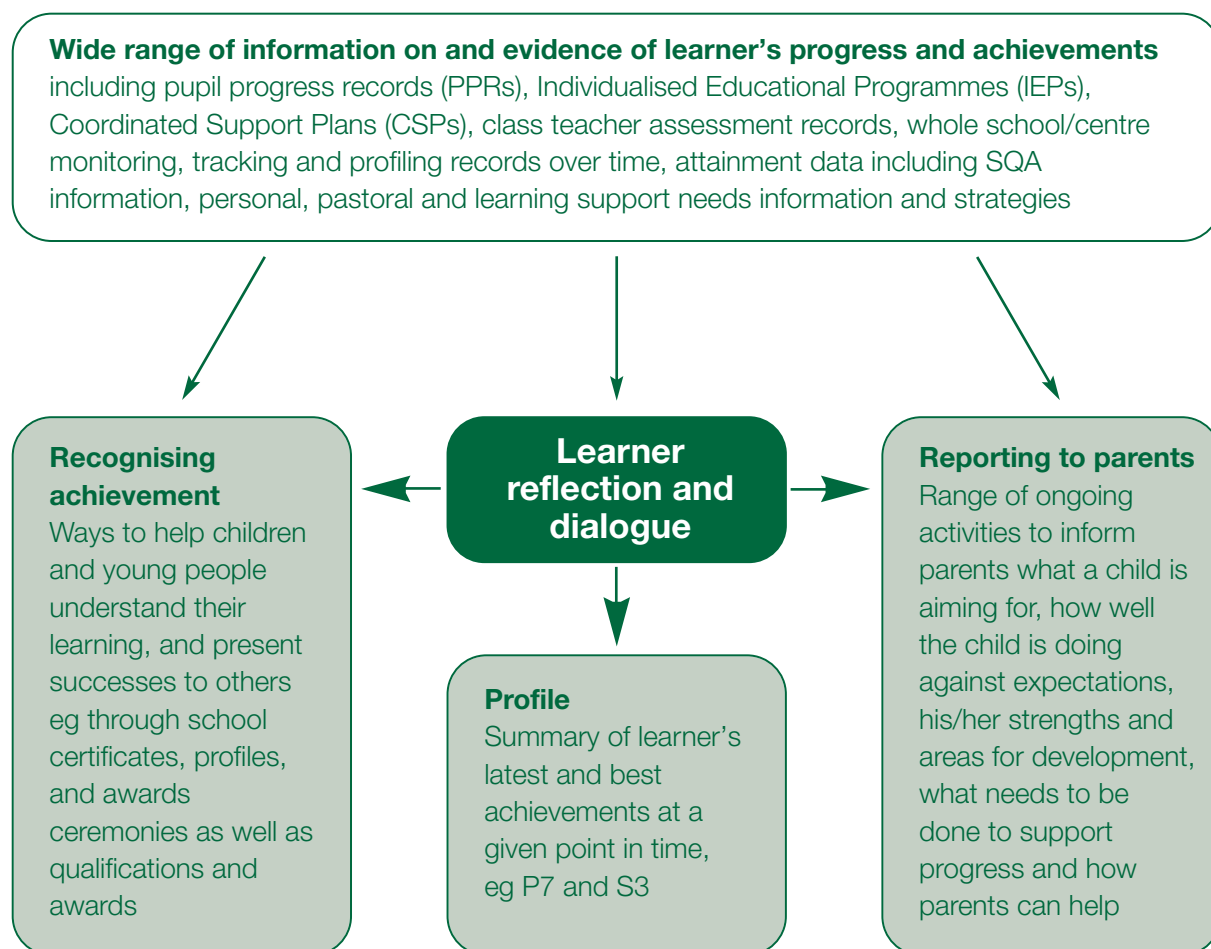 Wide range of information on and evidence of learner’s progress and achievements
including pupil progress records (PPRs), Individualised Educational Programmes (IEPs),
Coordinated Support Plans (CSPs), class teacher assessment records, whole school/centre
monitoring, tracking and profiling records over time, attainment data including SQA
information, personal, pastoral and learning support needs information and strategies
Recognising
achievement
Ways to help children
and young people
understand their
learning, and present
successes to others
eg through school
certificates, profiles,
and awards
ceremonies as well as
qualifications and
awards
Learner
reflection and
dialogue
Profile
Summary of learner’s
latest and best
achievements at a
given point in time,
eg P7 and S3
Reporting to parents
Range of ongoing
activities to inform
parents what a child is
aiming for, how well
the child is doing
against expectations,
his/her strengths and
areas for development,
what needs to be
done to support
progress and how
parents can help